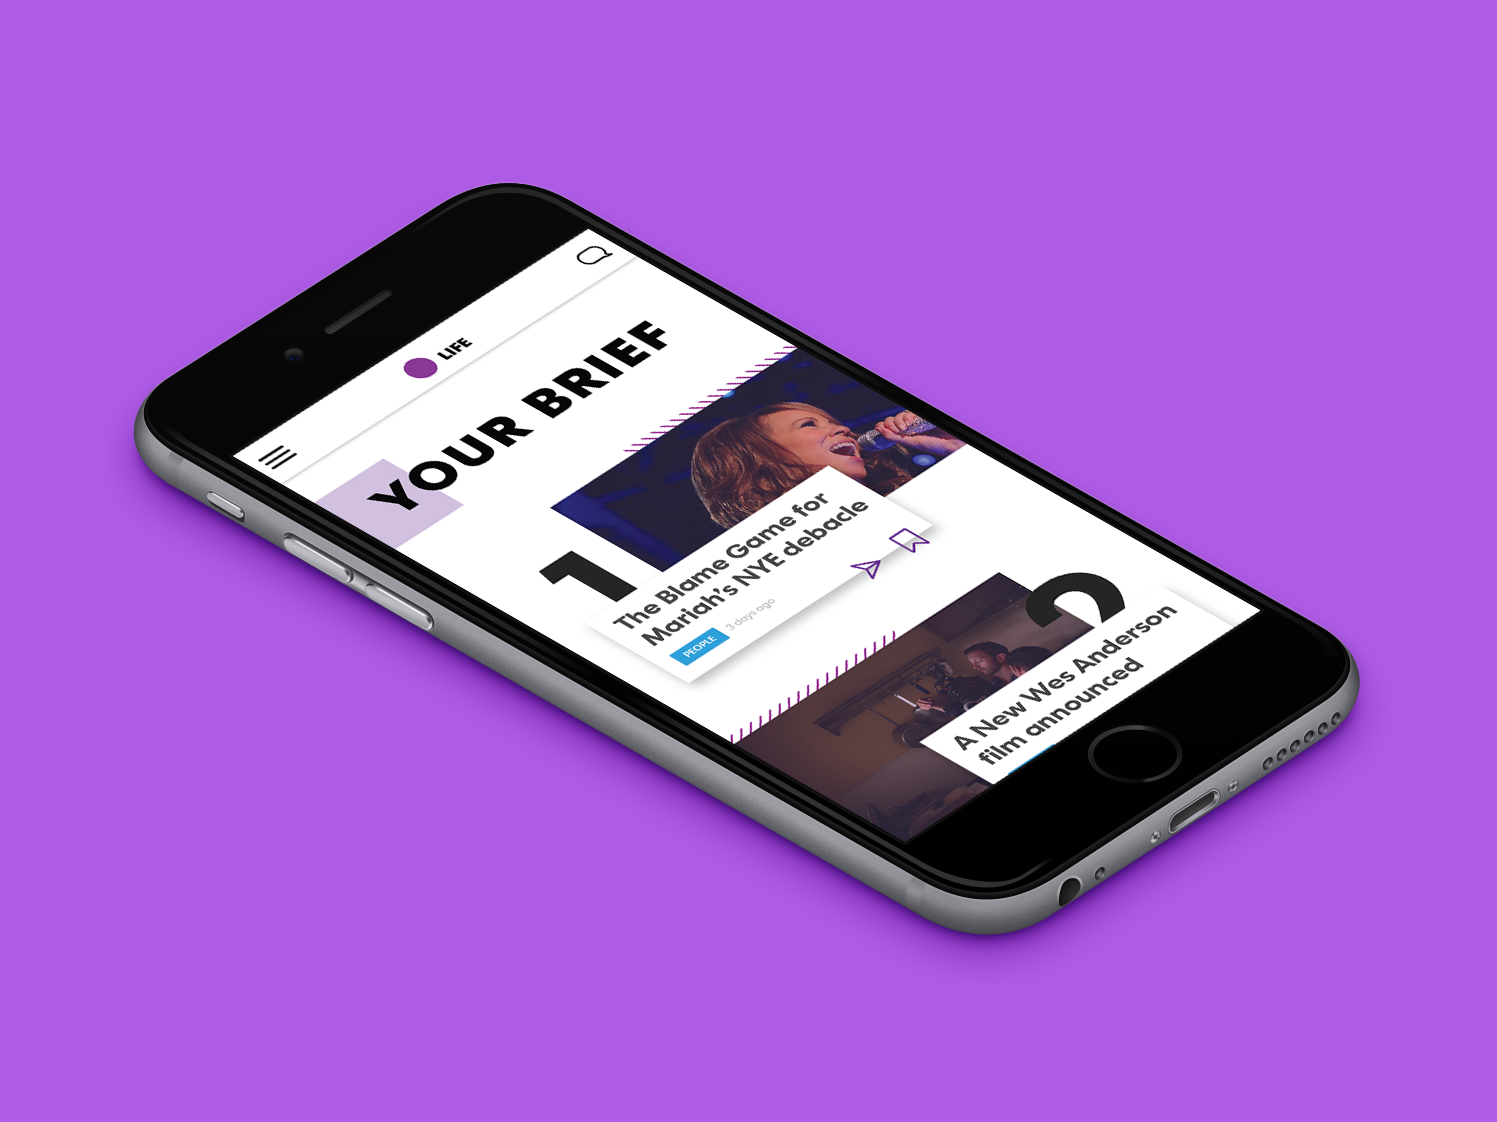 LIFE
YOUR BRIEF
1
The Blame Game for
Mariah's NYE debacle
PEOPLE 3 days ago
2
A New Wes Anderson
film announced